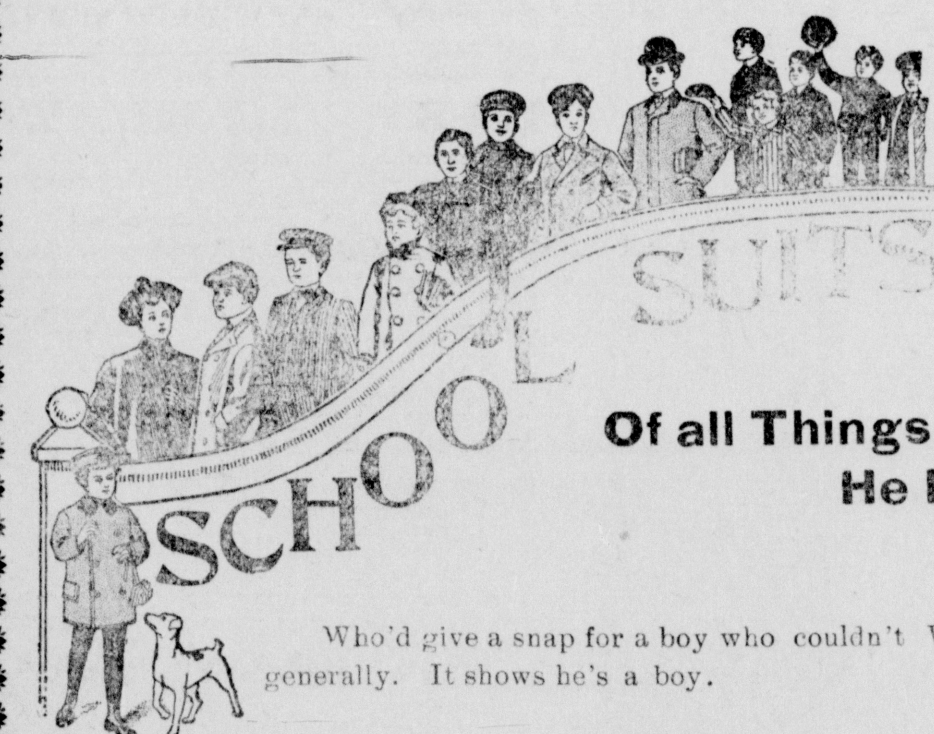 SCHOOL SUITS
Of all Things
He
Who'd give a snap for a boy who couldn't
generally. It shows he's a boy.